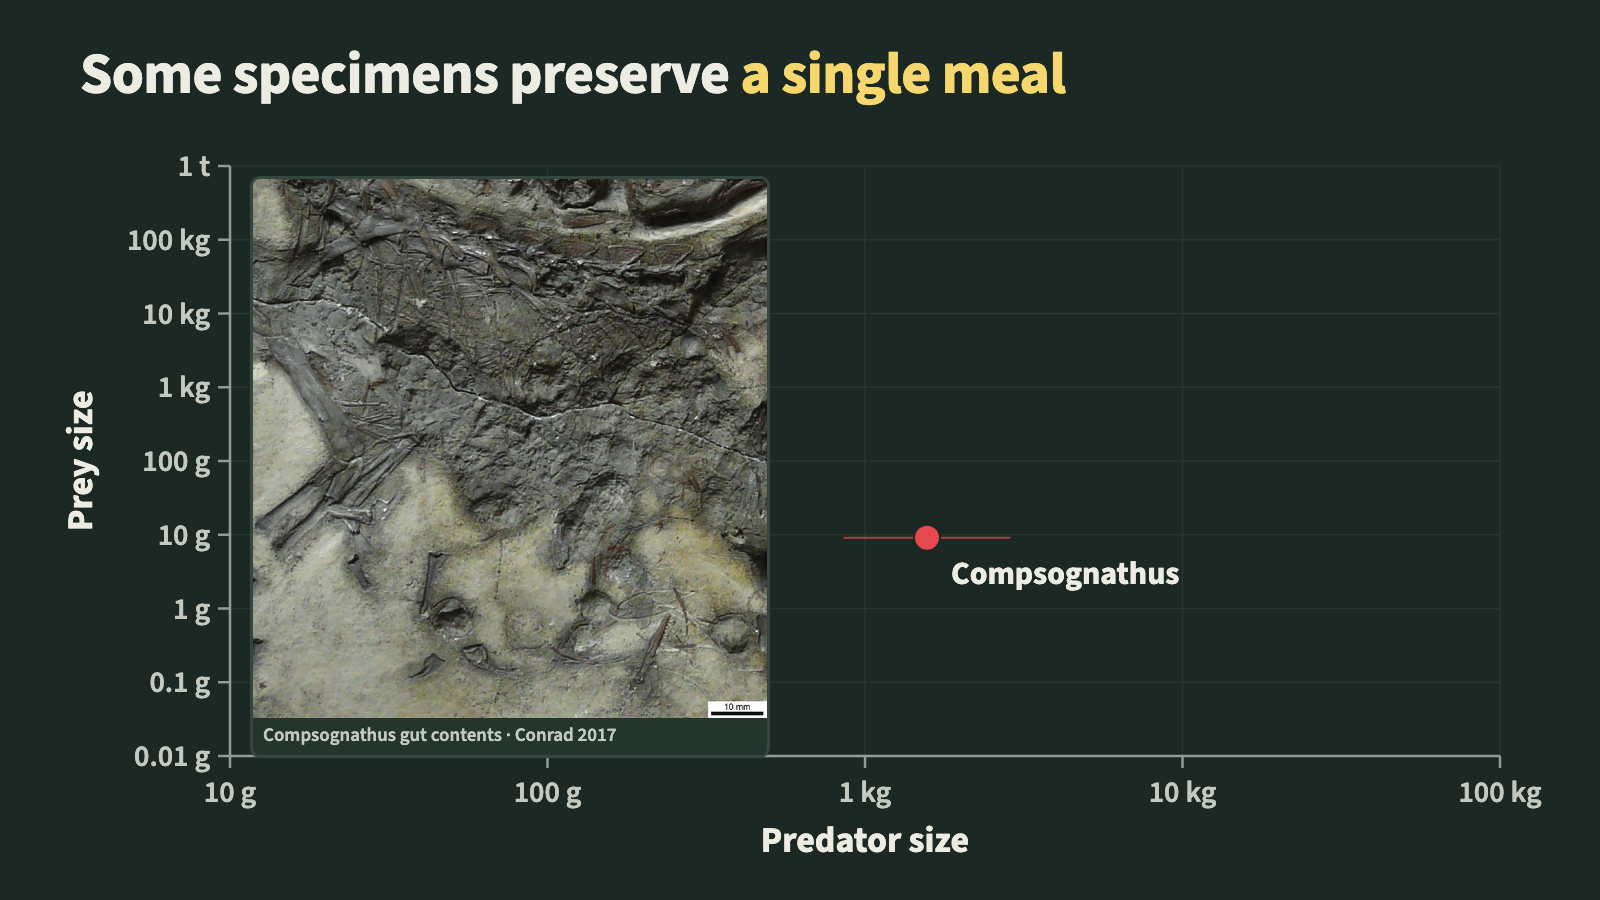 Some specimens preserve a single meal
1 t
100 kg
10 kg
1 kg
100 g
10 g
1 g
0.1 g
0.01 g
Prey size
10 mm
Compsognathus gut contents · Conrad 2017
Compsognathus
10 g
100 g
1 kg
10 kg
100 kg
Predator size